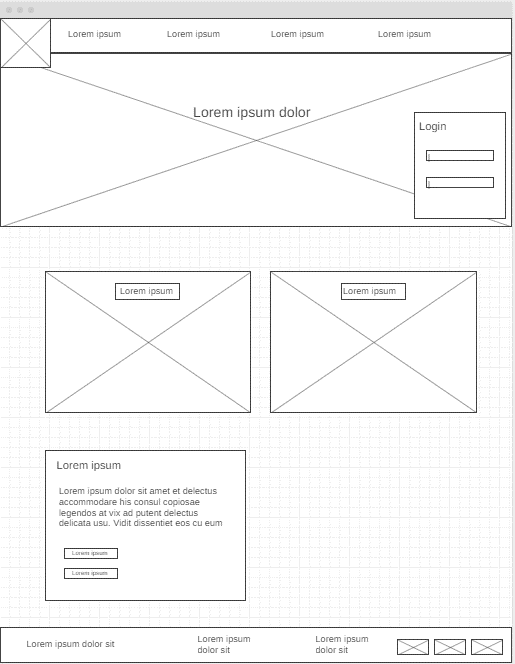 Lorem ipsum
Lorem ipsum
Lorem ipsum
Lorem ipsum
Lorem ipsum dolor
Login
Lorem ipsum
Lorem ipsum
Lorem ipsum
Lorem ipsum dolor sit amet et delectus
accommodare his consul copiosae
legendos at vix ad putent delectus
delicata usu. Vidit dissentiet eos cu eum
Lorem ipsum
Lorem ipsum
Lorem ipsum dolor sit
Lorem ipsum
dolor sit
Lorem ipsum
dolor sit